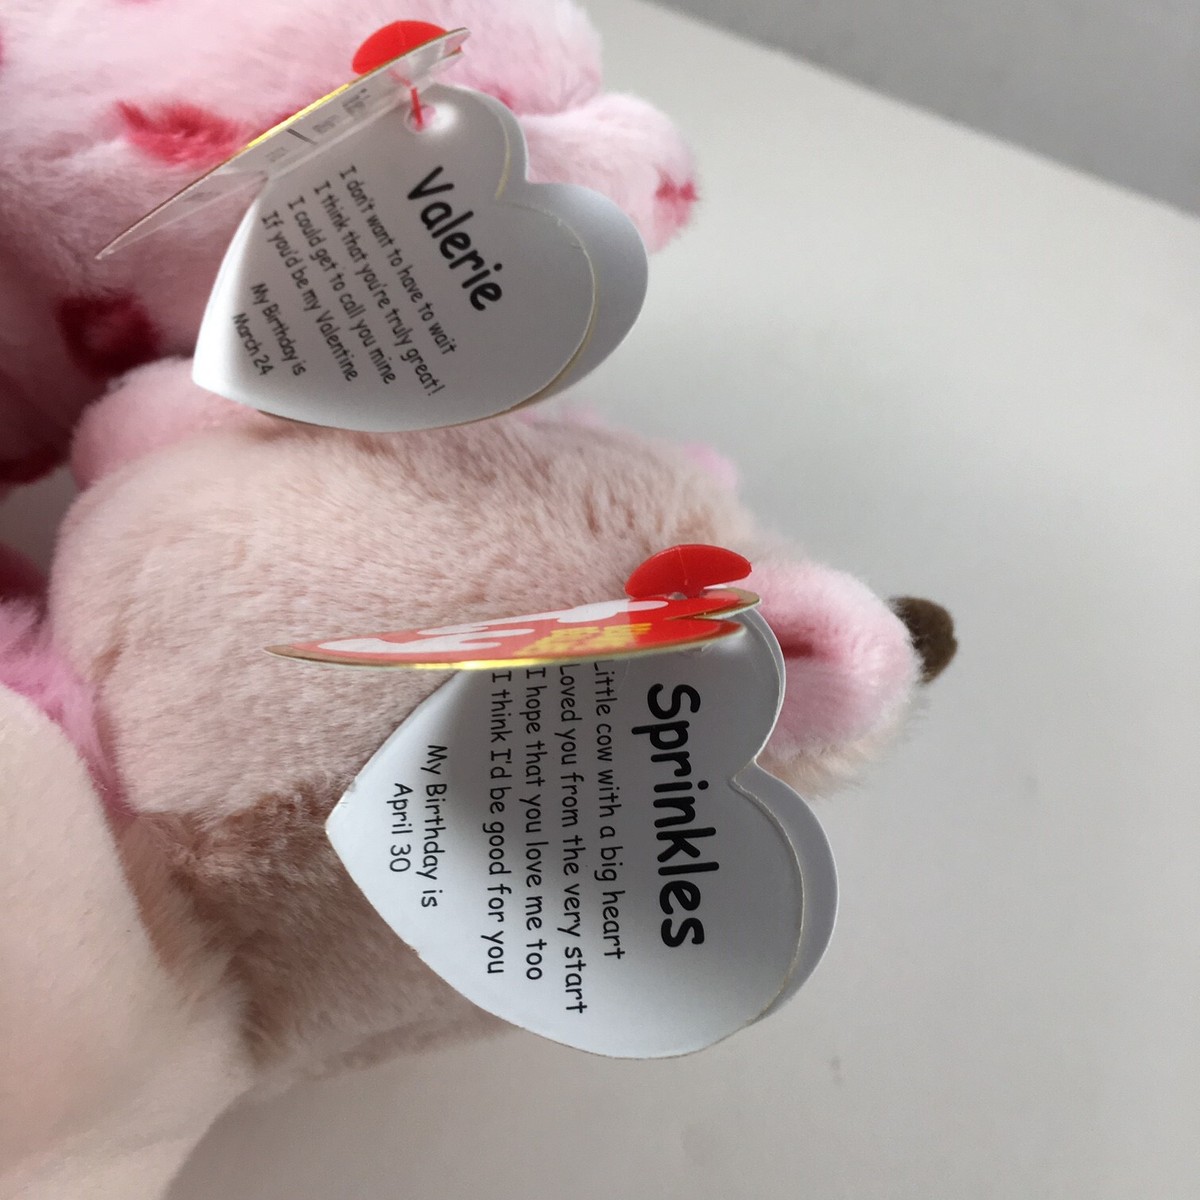 Valerie
I don't want to have to wait
I think that you're truly great!
I could get to call you mine
If you'd be my Valentine
My Birthday is
March 24
Sprinkles
Little cow with a big heart
Loved you from the very start
I hope that you love me too
I think I'd be good for you
My Birthday is
April 30